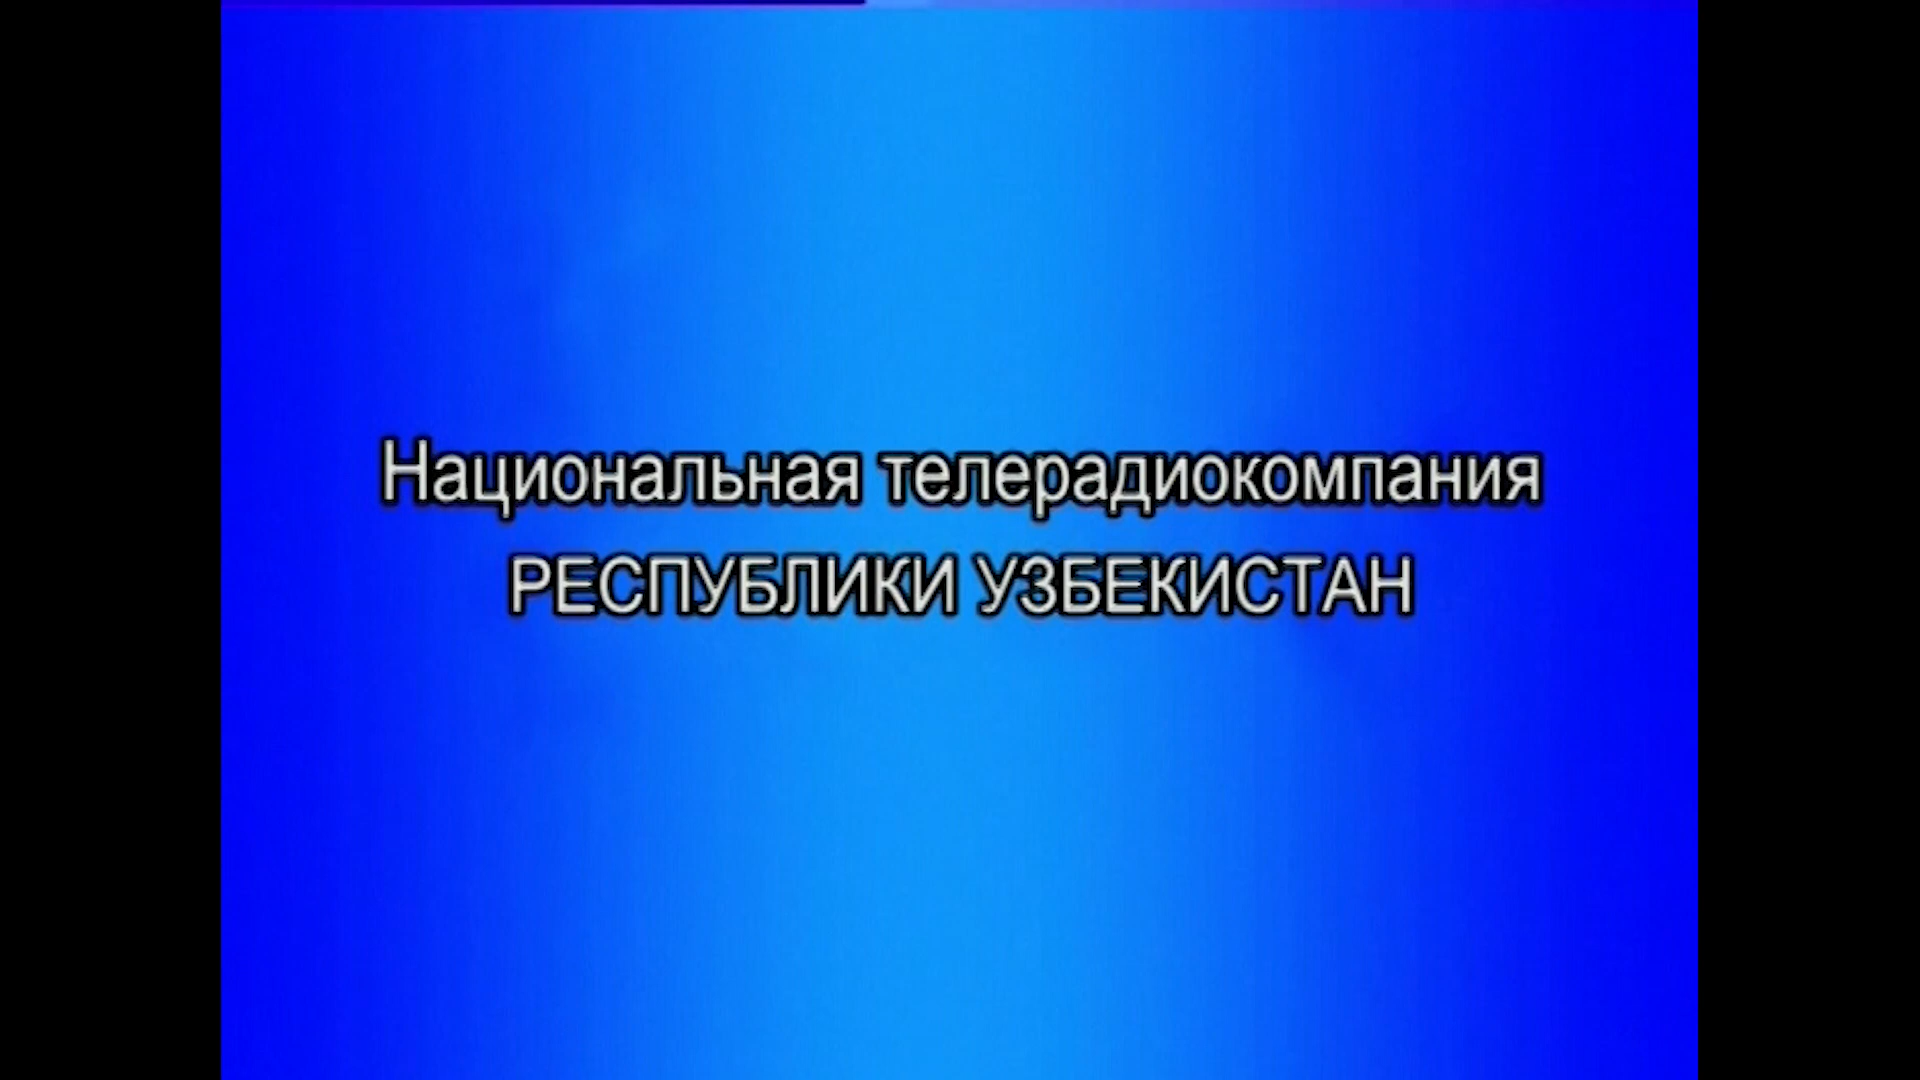 Национальная телерадиокомпания
РЕСПУБЛИКИ УЗБЕКИСТАН